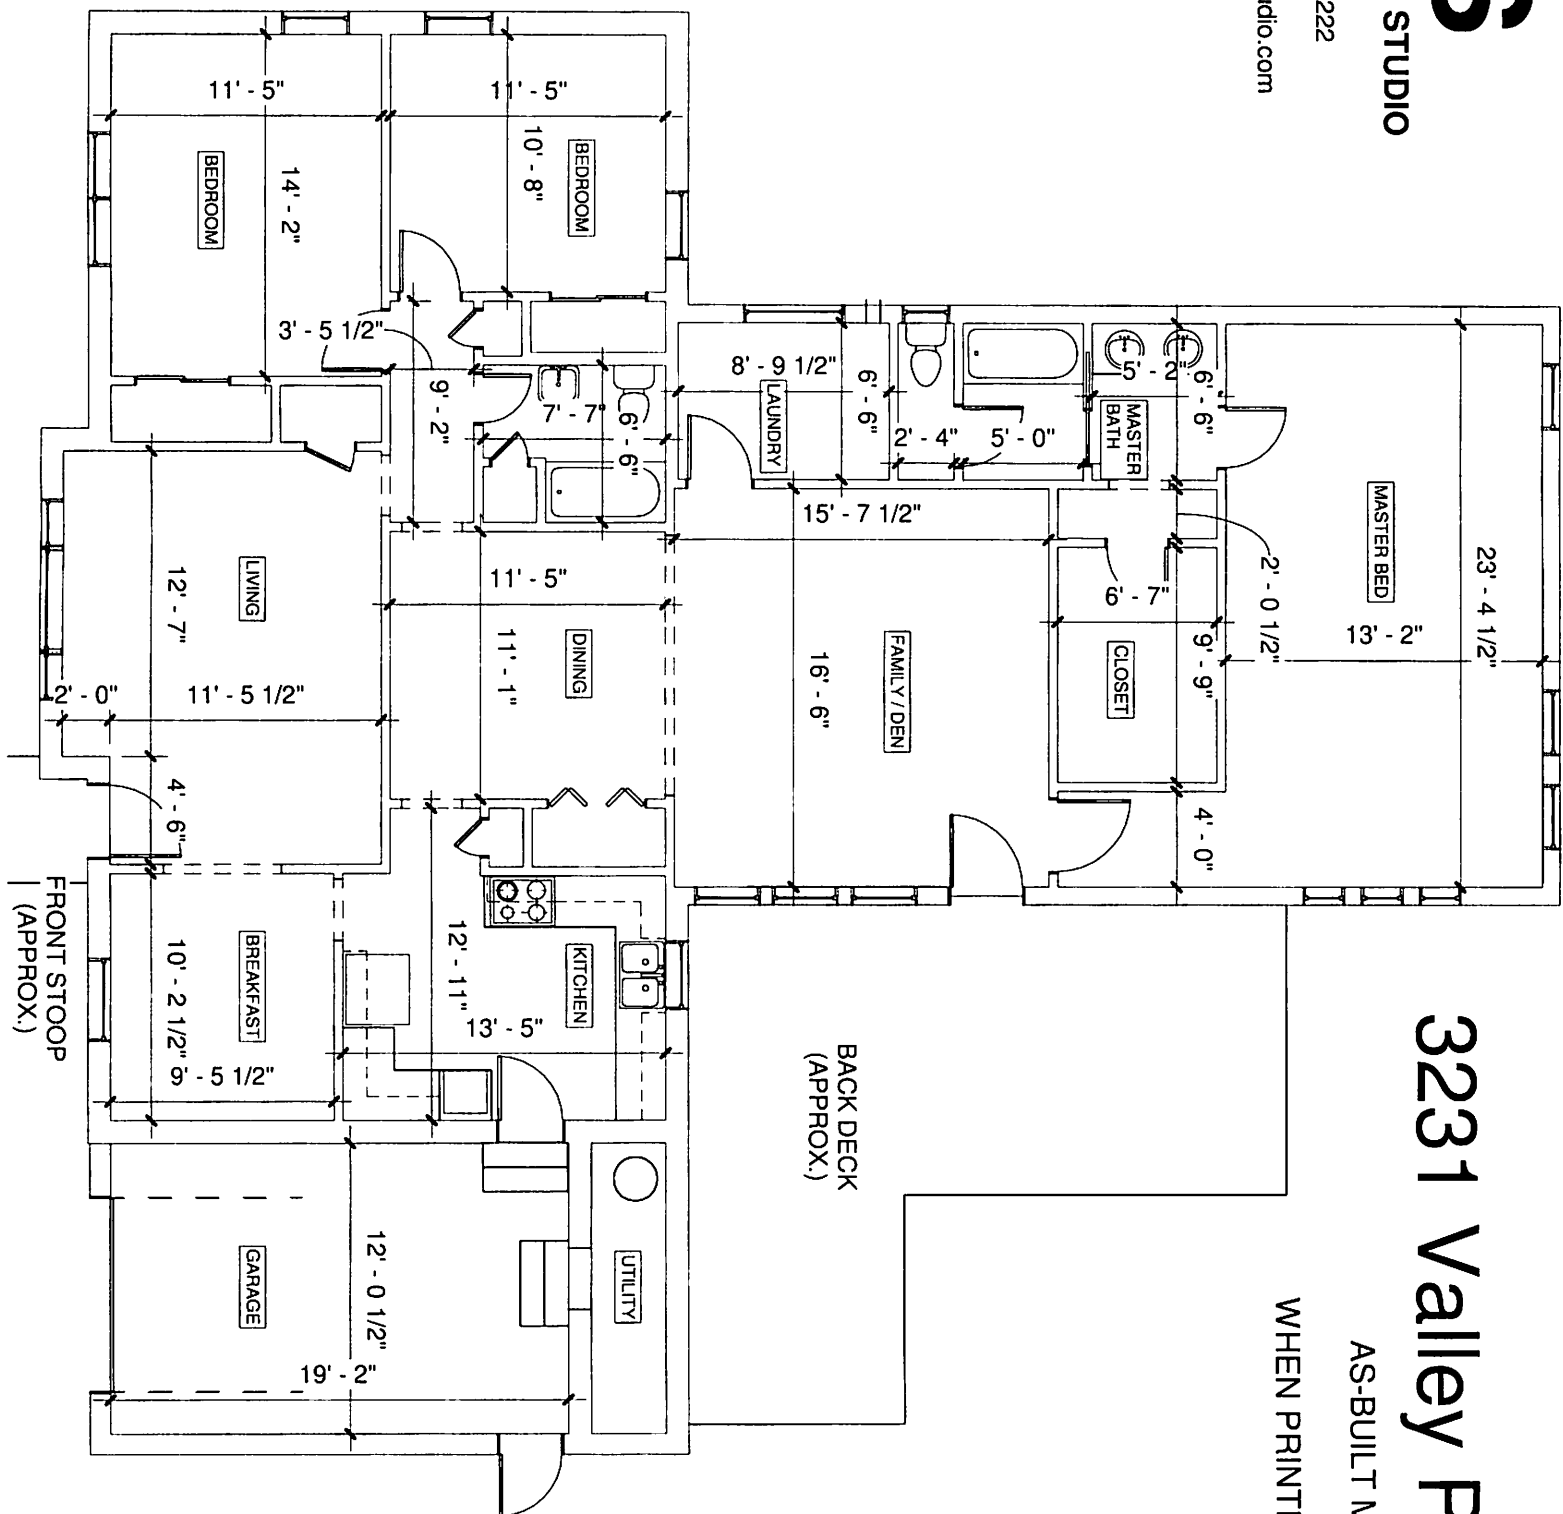 S
STUDIO
222
udio.com
3231 Valley P
AS-BUILT M
WHEN PRINTE
11' - 5"
11' - 5"
10' - 8"
BEDROOM
BEDROOM
14' - 2"
3' - 5 1/2"
9' - 2"
7' - 7"
6' - 6"
8' - 9 1/2"
LAUNDRY
6' - 6"
2' - 4"
5' - 0"
5' - 2"
6' - 6"
MASTER
BATH
MASTER BED
23' - 4 1/2"
13' - 2"
2' - 0 1/2"
15' - 7 1/2"
6' - 7"
9' - 9"
CLOSET
4' - 0"
FAMILY / DEN
16' - 6"
11' - 5"
11' - 1"
DINING
LIVING
12' - 7"
2' - 0"
11' - 5 1/2"
4' - 6"
FRONT STOOP
(APPROX.)
BREAKFAST
10' - 2 1/2"
9' - 5 1/2"
12' - 11"
13' - 5"
KITCHEN
BACK DECK
(APPROX.)
GARAGE
12' - 0 1/2"
19' - 2"
UTILITY